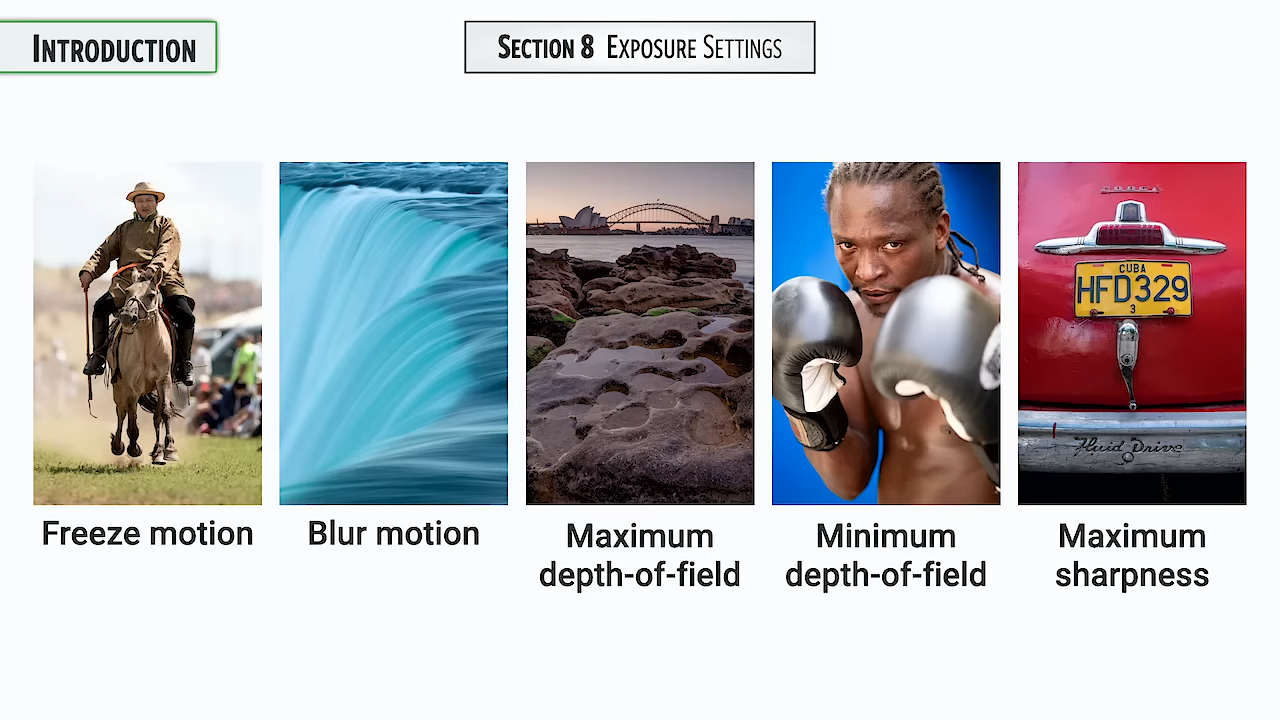 INTRODUCTION
SECTION 8 EXPOSURE SETTINGS
DODGE
CUBA
HFD329
3
Fluid Drive
Freeze motion
Blur motion
Maximum
depth-of-field
Minimum
depth-of-field
Maximum
sharpness